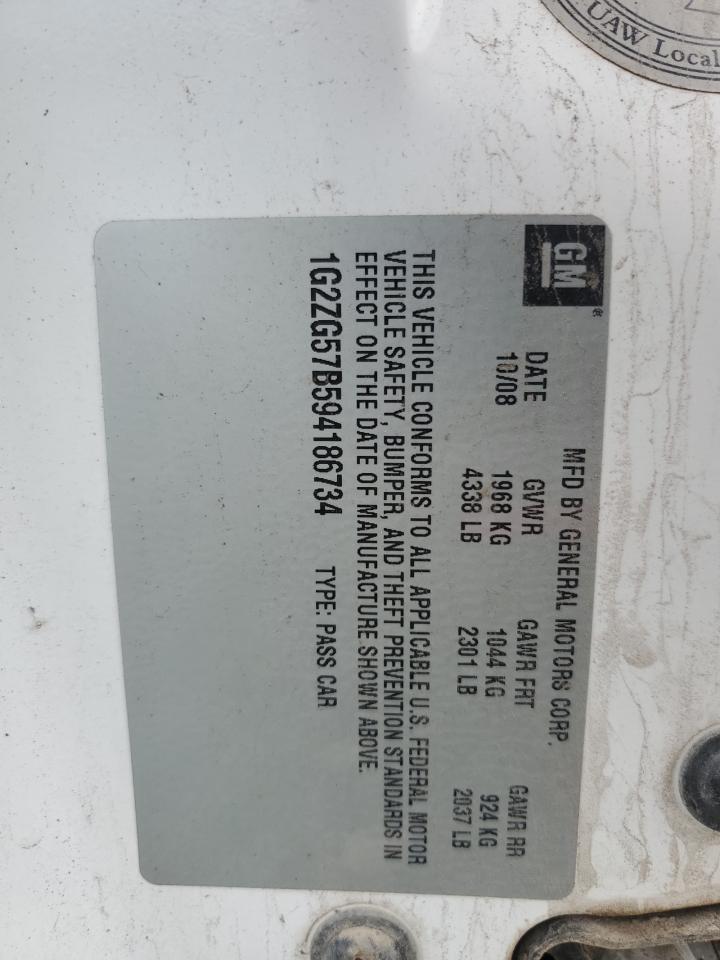 UAW Local
GM
MFD BY GENERAL MOTORS CORP.
DATE GVWR GAWR FRT GAWR RR
10/08 1968 KG 1044 KG 924 KG
4338 LB 2301 LB 2037 LB
THIS VEHICLE CONFORMS TO ALL APPLICABLE U.S. FEDERAL MOTOR
VEHICLE SAFETY, BUMPER, AND THEFT PREVENTION STANDARDS IN
EFFECT ON THE DATE OF MANUFACTURE SHOWN ABOVE.
1G2ZG57B594186734 TYPE: PASS CAR